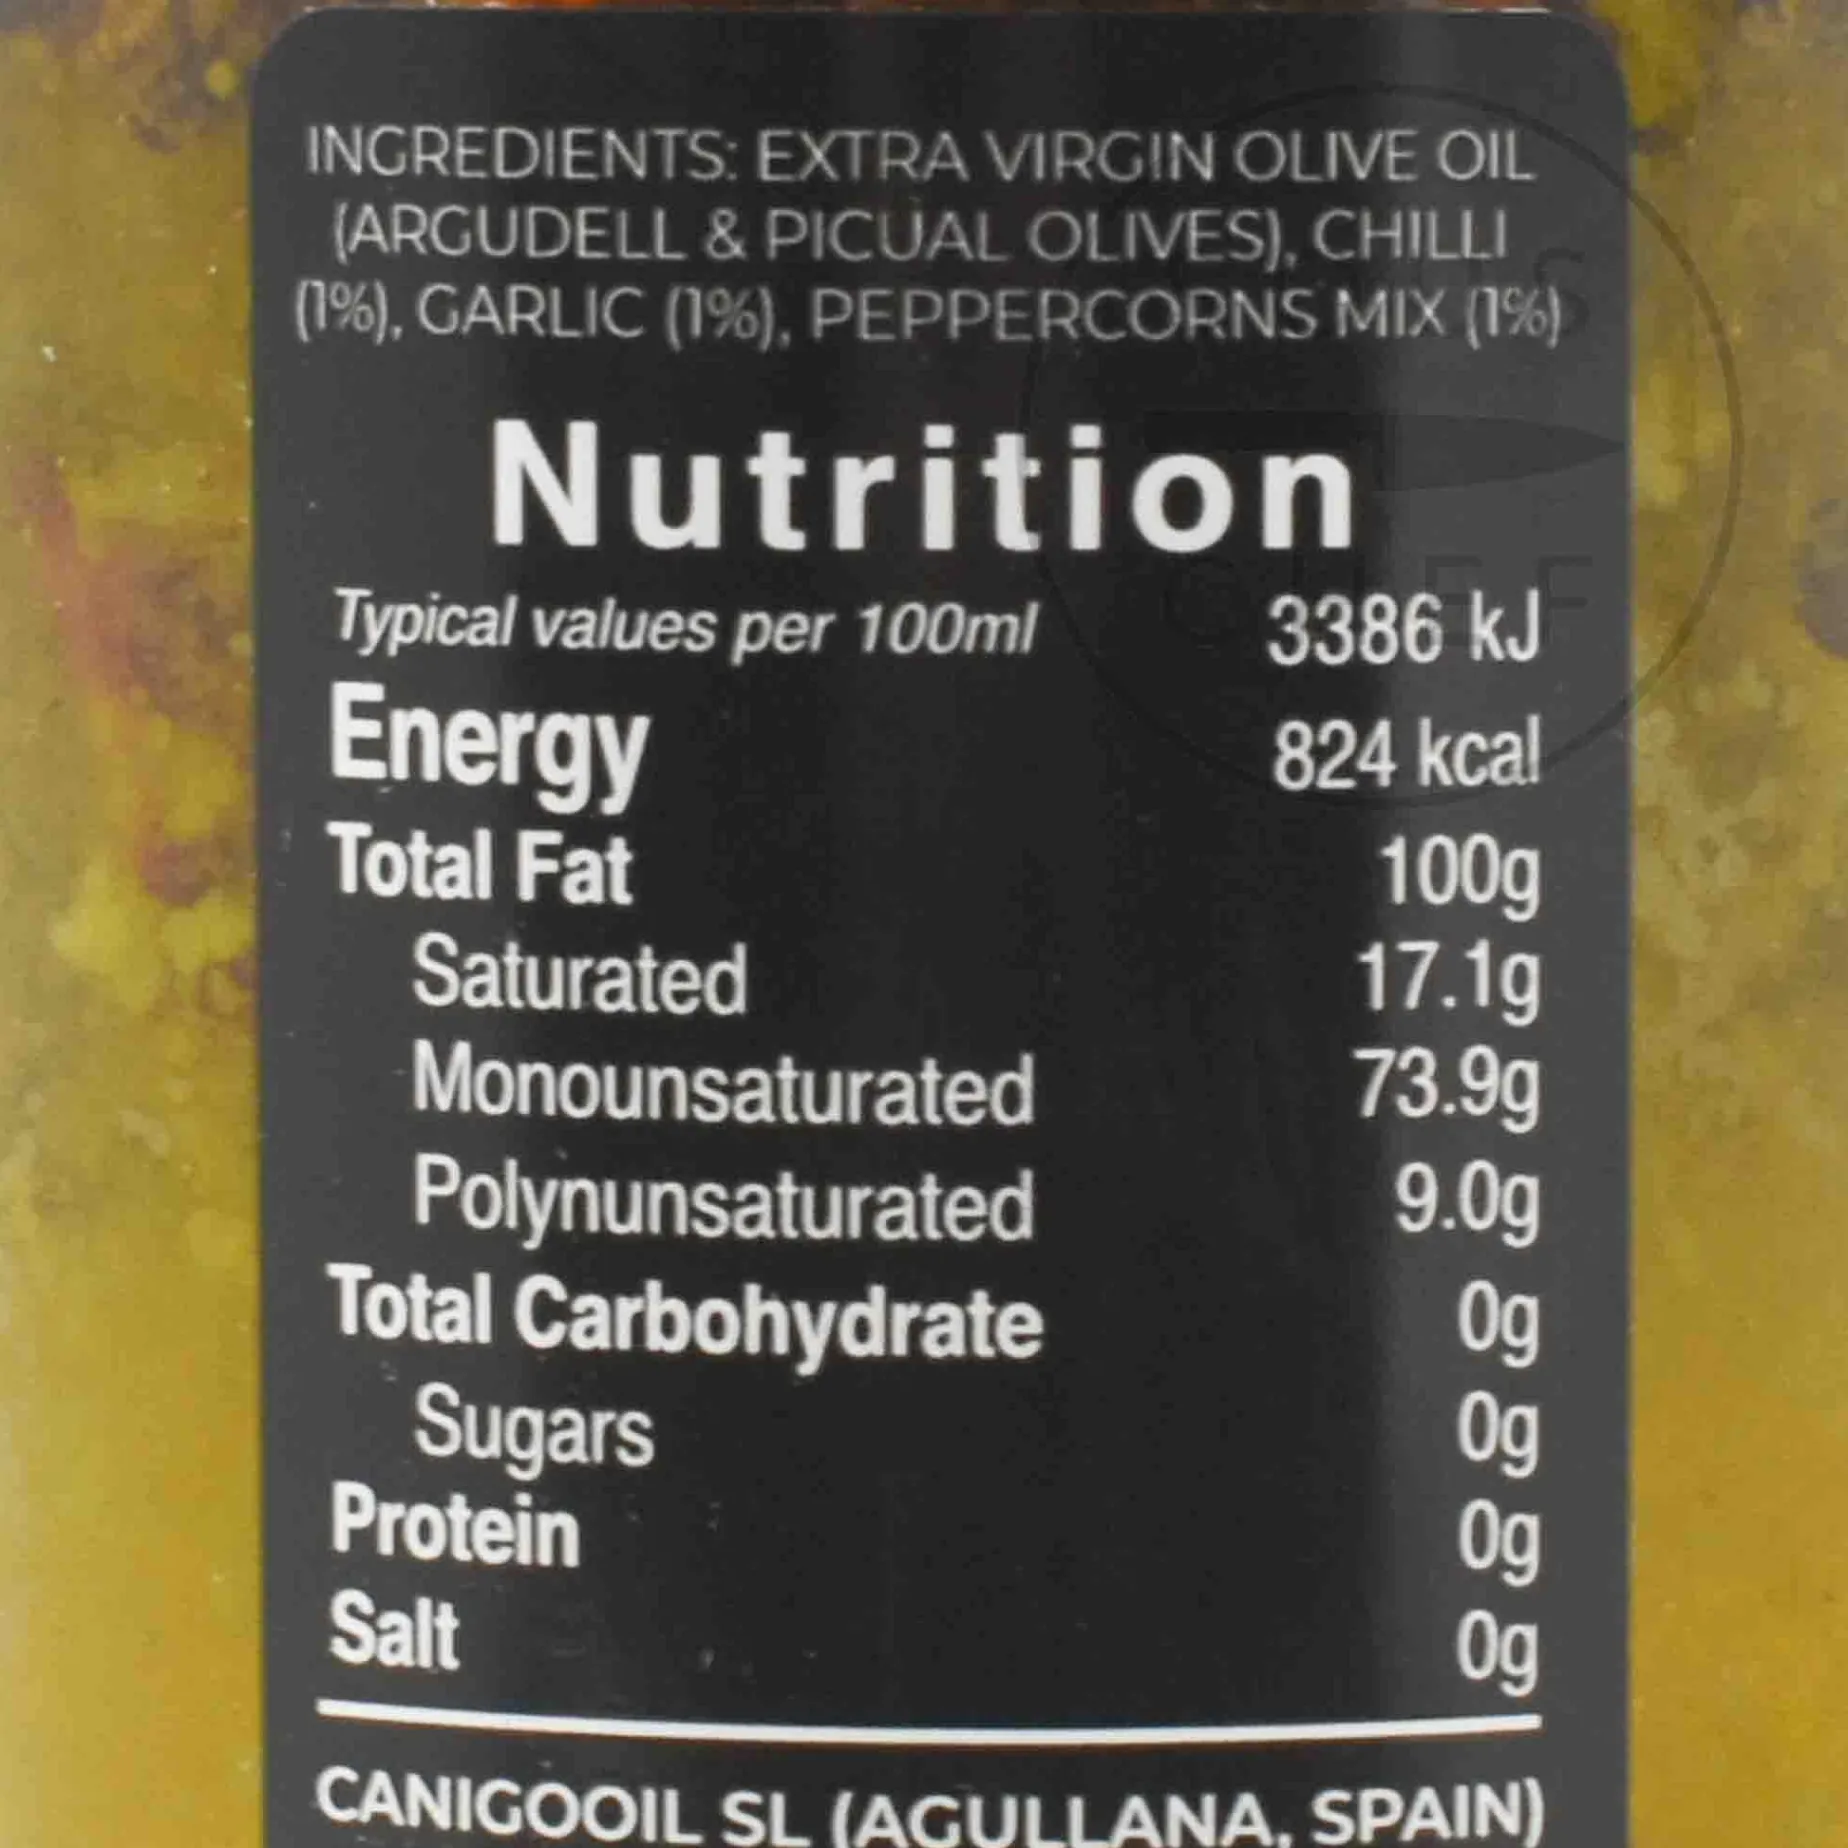 INGREDIENTS: EXTRA VIRGIN OLIVE OIL
(ARGUDELL & PICUAL OLIVES), CHILLI
(1%), GARLIC (1%), PEPPERCORNS MIX (1%)
Nutrition
Typical values per 100ml 3386 kJ
Energy 824 kcal
Total Fat 100g
Saturated 17.1g
Monounsaturated 73.9g
Polynunsaturated 9.0g
Total Carbohydrate 0g
Sugars 0g
Protein 0g
Salt 0g
CANIGOOIL SL (AGULLANA, SPAIN)